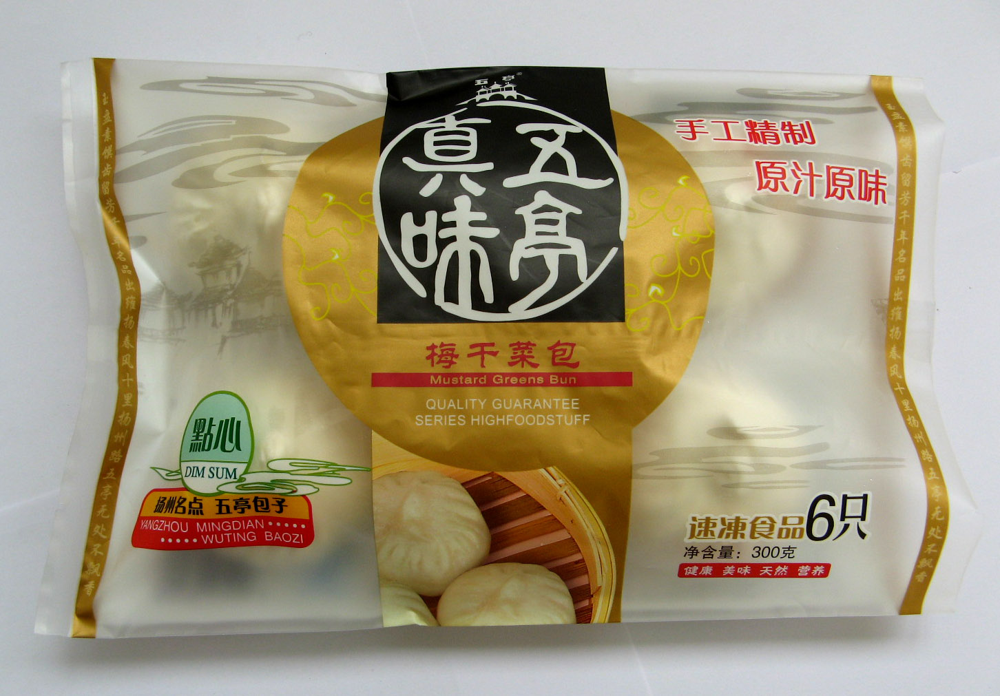 玉盘素馔齿留芳千年名品出维扬春风十里扬州路五亭无处不飘香
五亭®
五亭
真味
手工精制
原汁原味
梅干菜包
Mustard Greens Bun
QUALITY GUARANTEE
SERIES HIGHFOODSTUFF
點心
DIM SUM
扬州名点 五亭包子
YANGZHOU MINGDIAN
WUTING BAOZI
速凍食品6只
净含量：300克
健康 美味 天然 营养
玉盘素馔齿留芳千年名品出维扬春风十里扬州路五亭无处不飘香